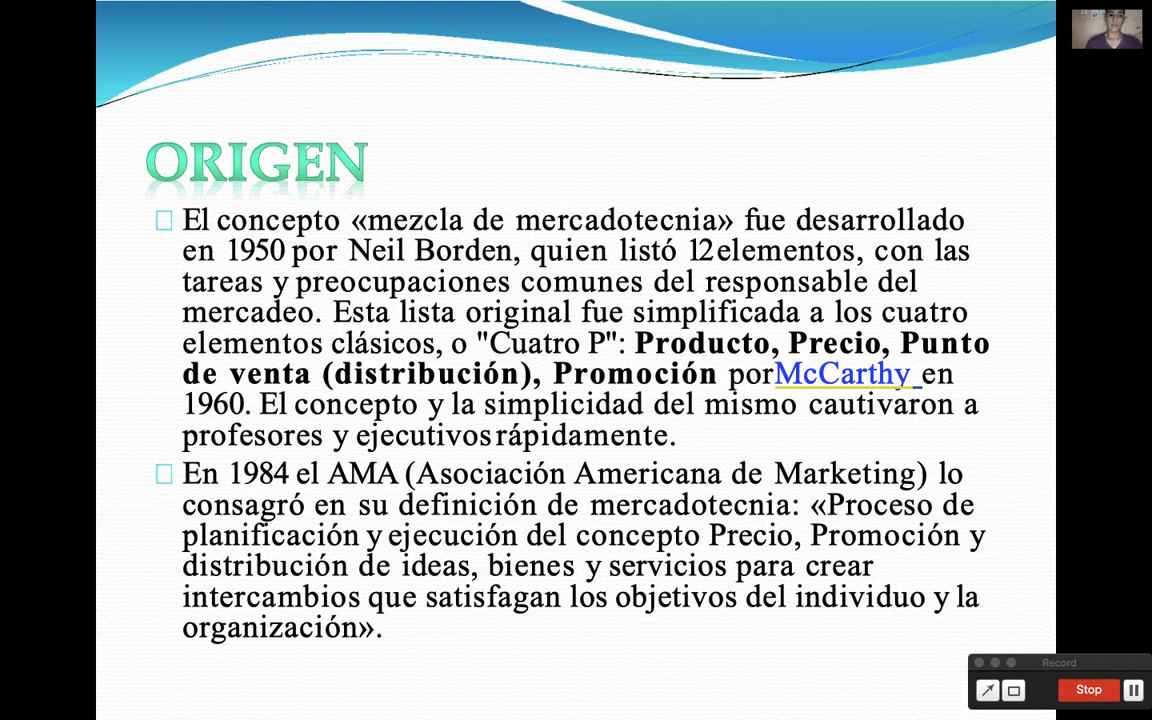 ORIGEN
El concepto «mezcla de mercadotecnia» fue desarrollado
en 1950 por Neil Borden, quien listó 12 elementos, con las
tareas y preocupaciones comunes del responsable del
mercadeo. Esta lista original fue simplificada a los cuatro
elementos clásicos, o "Cuatro P": Producto, Precio, Punto
de venta (distribución), Promoción por McCarthy en
1960. El concepto y la simplicidad del mismo cautivaron a
profesores y ejecutivos rápidamente.
En 1984 el AMA (Asociación Americana de Marketing) lo
consagró en su definición de mercadotecnia: «Proceso de
planificación y ejecución del concepto Precio, Promoción y
distribución de ideas, bienes y servicios para crear
intercambios que satisfagan los objetivos del individuo y la
organización».
Record
Stop